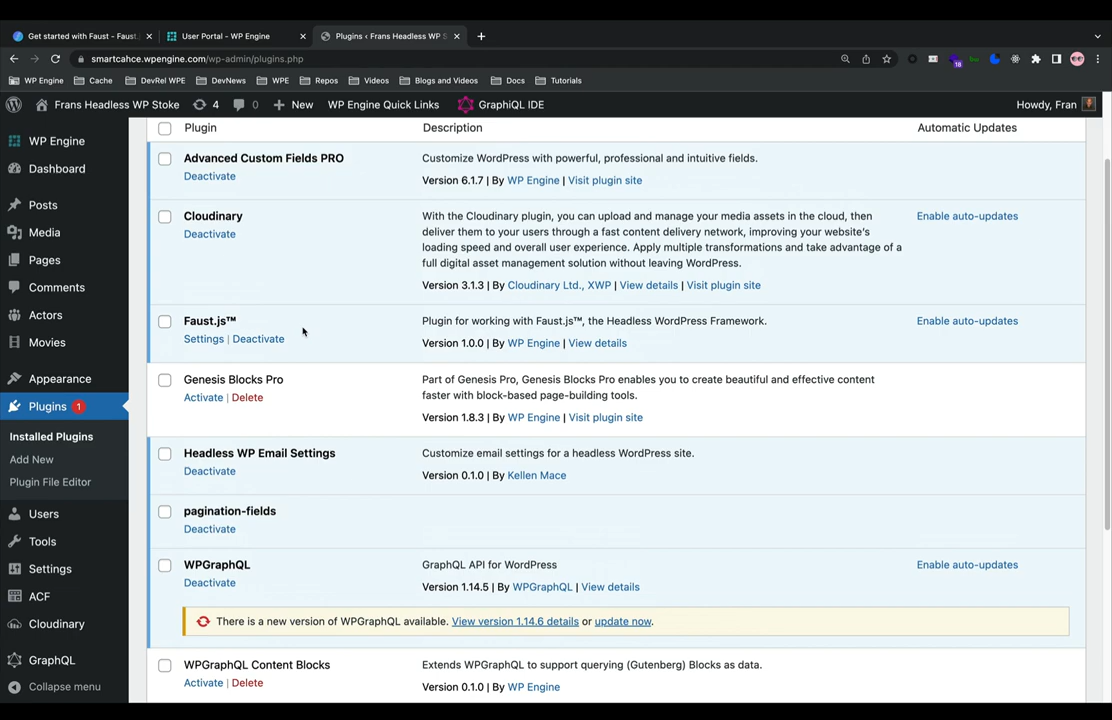 Get started with Faust - Faust.
User Portal - WP Engine
Plugins ‹ Frans Headless WP S
smartcahce.wpengine.com/wp-admin/plugins.php
18
WP Engine
Cache
DevRel WPE
DevNews
WPE
Repos
Videos
Blogs and Videos
Docs
Tutorials
Frans Headless WP Stoke
4
0
New
WP Engine Quick Links
GraphiQL IDE
Howdy, Fran
WP Engine
Dashboard
Posts
Media
Pages
Comments
Actors
Movies
Appearance
Plugins 1
Installed Plugins
Add New
Plugin File Editor
Users
Tools
Settings
ACF
Cloudinary
GraphQL
Collapse menu
Plugin
Description
Automatic Updates
Advanced Custom Fields PRO
Deactivate
Customize WordPress with powerful, professional and intuitive fields.
Version 6.1.7 | By WP Engine | Visit plugin site
Cloudinary
Deactivate
With the Cloudinary plugin, you can upload and manage your media assets in the cloud, then
deliver them to your users through a fast content delivery network, improving your website's
loading speed and overall user experience. Apply multiple transformations and take advantage of a
full digital asset management solution without leaving WordPress.
Version 3.1.3 | By Cloudinary Ltd., XWP | View details | Visit plugin site
Enable auto-updates
Faust.js™
Settings | Deactivate
Plugin for working with Faust.js™, the Headless WordPress Framework.
Version 1.0.0 | By WP Engine | View details
Enable auto-updates
Genesis Blocks Pro
Activate | Delete
Part of Genesis Pro, Genesis Blocks Pro enables you to create beautiful and effective content
faster with block-based page-building tools.
Version 1.8.3 | By WP Engine | Visit plugin site
Headless WP Email Settings
Deactivate
Customize email settings for a headless WordPress site.
Version 0.1.0 | By Kellen Mace
pagination-fields
Deactivate
WPGraphQL
Deactivate
GraphQL API for WordPress
Version 1.14.5 | By WPGraphQL | View details
Enable auto-updates
There is a new version of WPGraphQL available. View version 1.14.6 details or update now.
WPGraphQL Content Blocks
Activate | Delete
Extends WPGraphQL to support querying (Gutenberg) Blocks as data.
Version 0.1.0 | By WP Engine